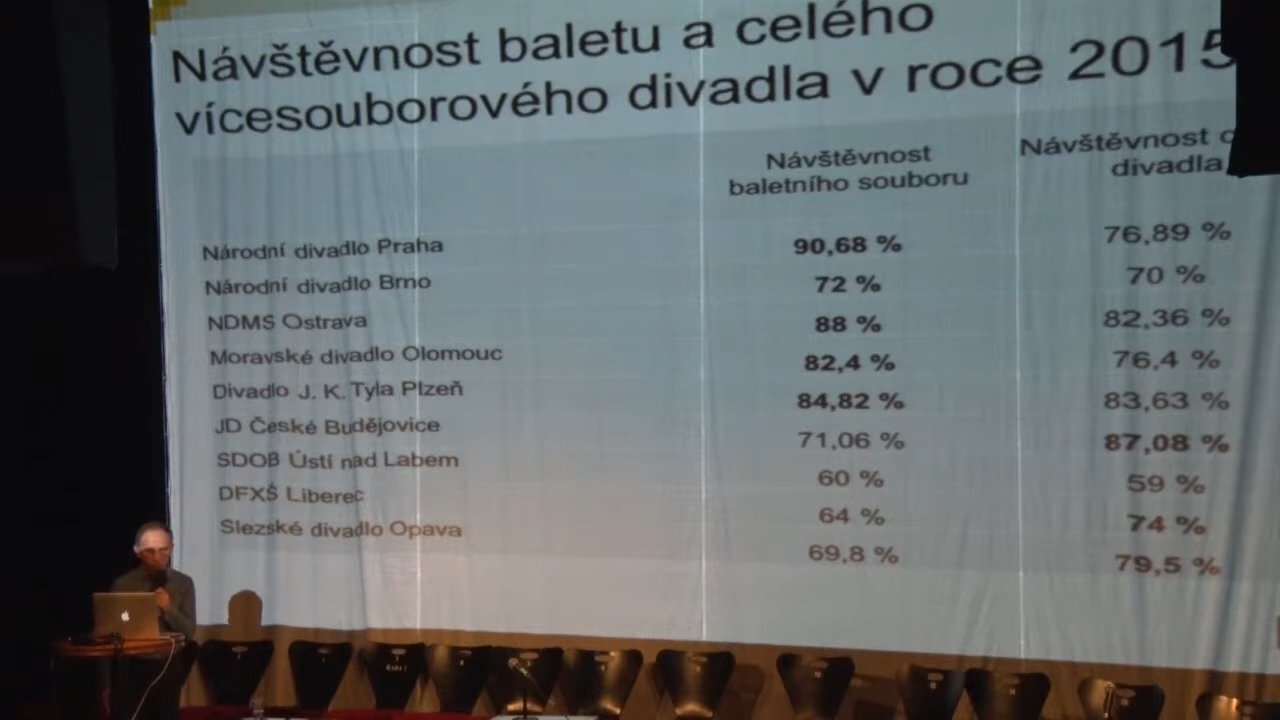 Návštěvnost baletu a celého
vícesouborového divadla v roce 2015
Návštěvnost
baletního souboru
Návštěvnost
divadla
Národní divadlo Praha 90,68 % 76,89 %
Národní divadlo Brno 72 % 70 %
NDMS Ostrava 88 % 82,36 %
Moravské divadlo Olomouc 82,4 % 76,4 %
Divadlo J. K. Tyla Plzeň 84,82 % 83,63 %
JD České Budějovice 71,06 % 87,08 %
SDOB Ústí nad Labem 60 % 59 %
DFXŠ Liberec 64 % 74 %
Slezské divadlo Opava 69,8 % 79,5 %